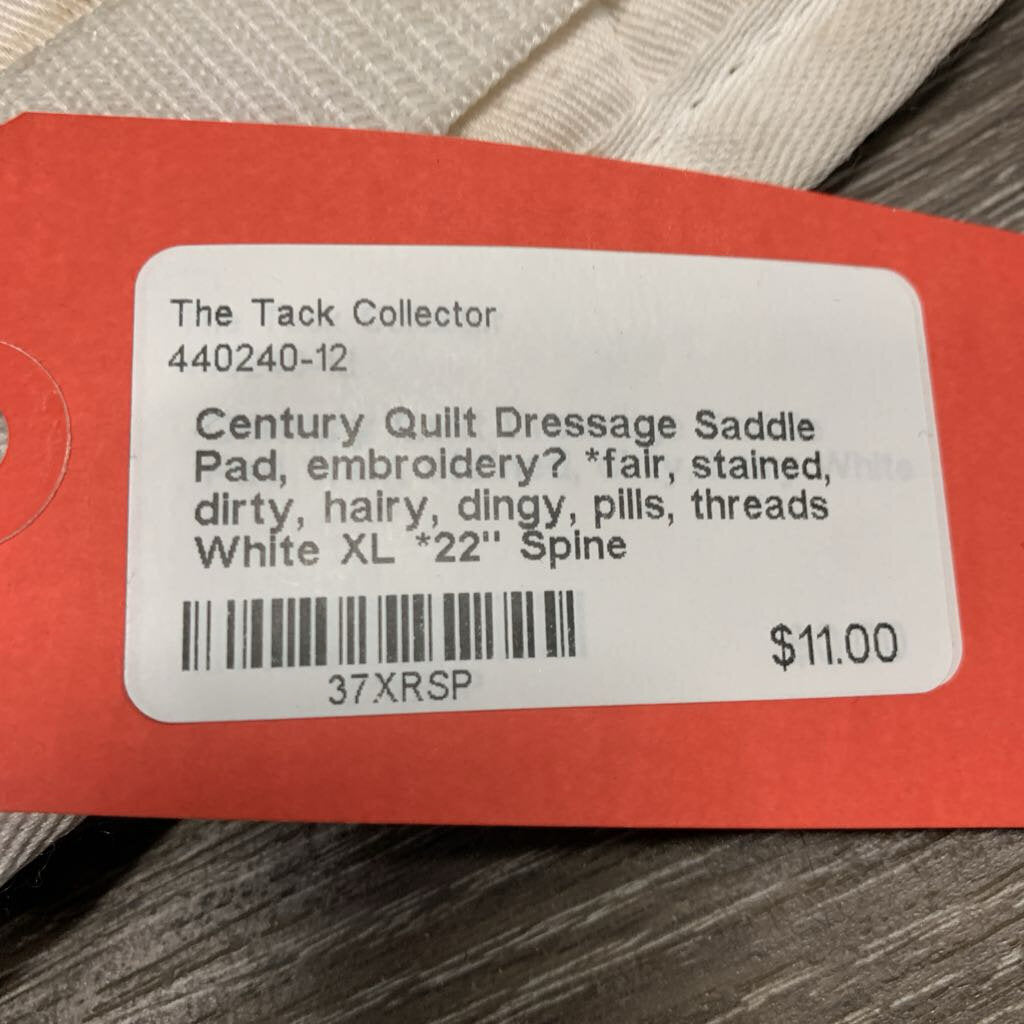 The Tack Collector
440240-12
Century Quilt Dressage Saddle
Pad, embroidery? *fair, stained,
dirty, hairy, dingy, pills, threads
White XL *22" Spine
37XRSP
$11.00